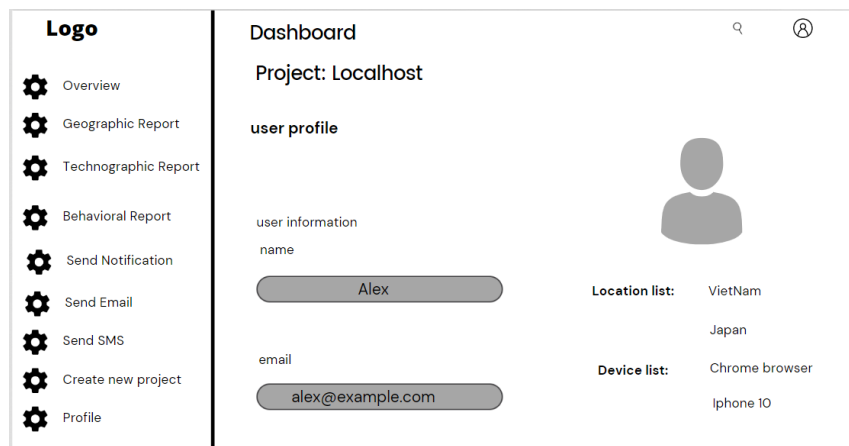 Logo
Overview
Geographic Report
Technographic Report
Behavioral Report
Send Notification
Send Email
Send SMS
Create new project
Profile
Dashboard
Project: Localhost
user profile
user information
name
Alex
email
alex@example.com
Location list: VietNam
Japan
Device list: Chrome browser
Iphone 10